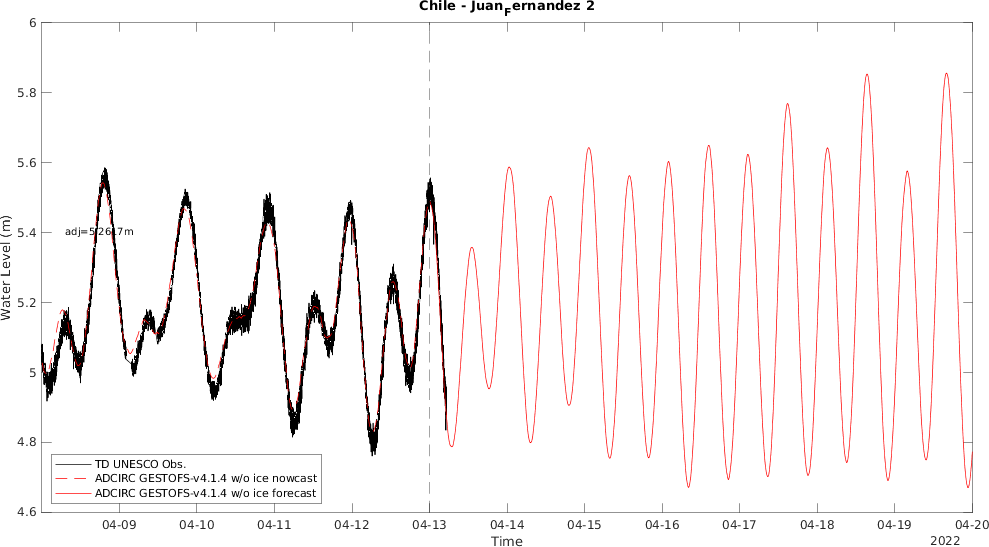 Chile - Juan_Fernandez 2
6
5.8
5.6
5.4
5.2
5
4.8
4.6
Water Level (m)
adj=5.2617m
TD UNESCO Obs.
ADCIRC GESTOFS-v4.1.4 w/o ice nowcast
ADCIRC GESTOFS-v4.1.4 w/o ice forecast
04-09 04-10 04-11 04-12 04-13 04-14 04-15 04-16 04-17 04-18 04-19 04-20
Time
2022